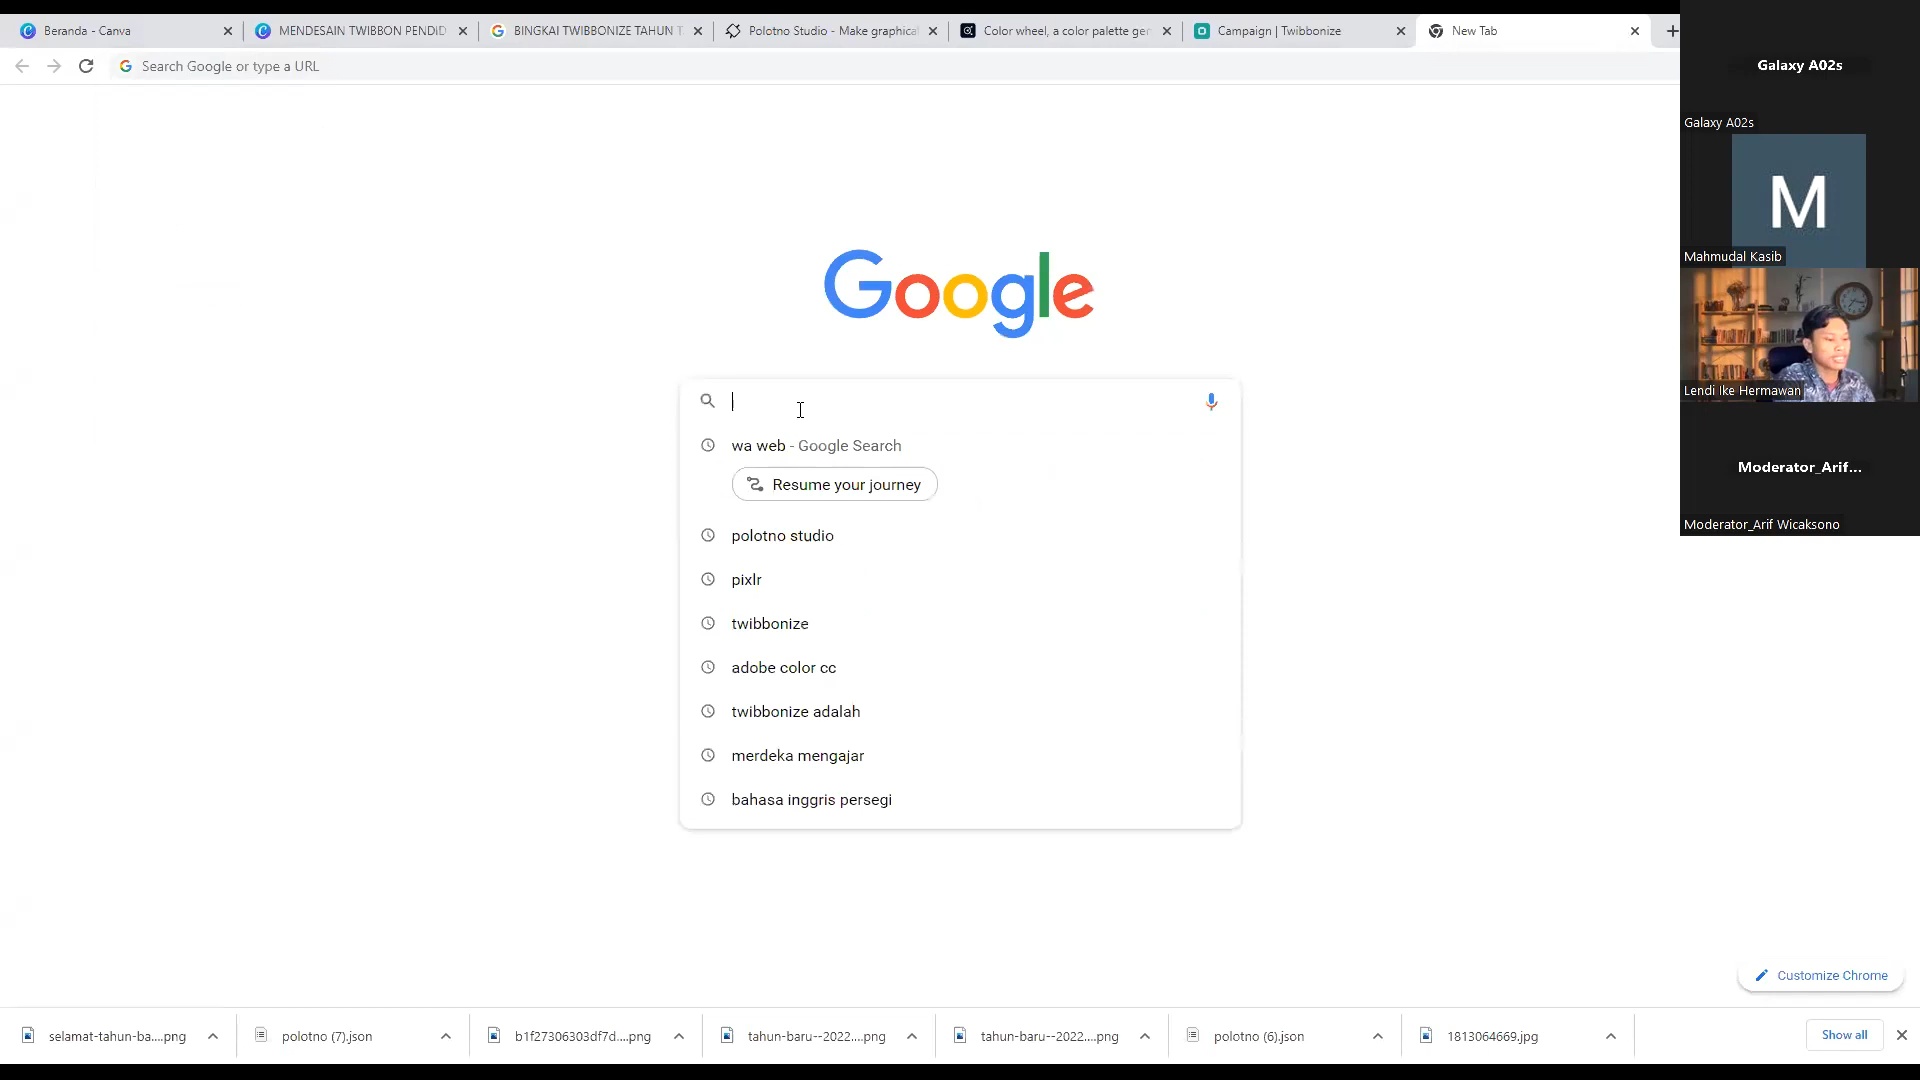 Beranda - Canva
MENDESAIN TWIBBON PENDID
BINGKAI TWIBBONIZE TAHUN T
Polotno Studio - Make graphical
Color wheel, a color palette gen
Campaign | Twibbonize
New Tab
Search Google or type a URL
Google
wa web - Google Search
Resume your journey
polotno studio
pixlr
twibbonize
adobe color cc
twibbonize adalah
merdeka mengajar
bahasa inggris persegi
Customize Chrome
selamat-tahun-ba....png
polotno (7).json
b1f27306303df7d....png
tahun-baru--2022....png
tahun-baru--2022....png
polotno (6).json
1813064669.jpg
Show all
Galaxy A02s
Galaxy A02s
M
Mahmudal Kasib
Lendi Ike Hermawan
Moderator_Arif...
Moderator_Arif Wicaksono